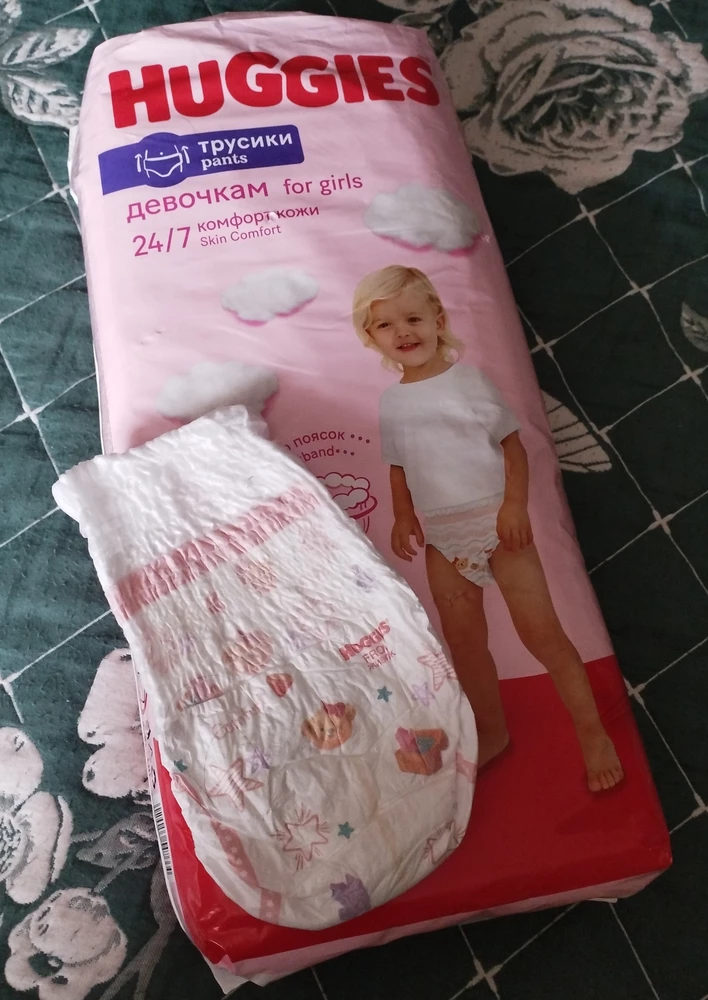 HUGGIES
трусики
pants
девочкам for girls
24/7 комфорт кожи
Skin Comfort
поясок
band
HUGGIES